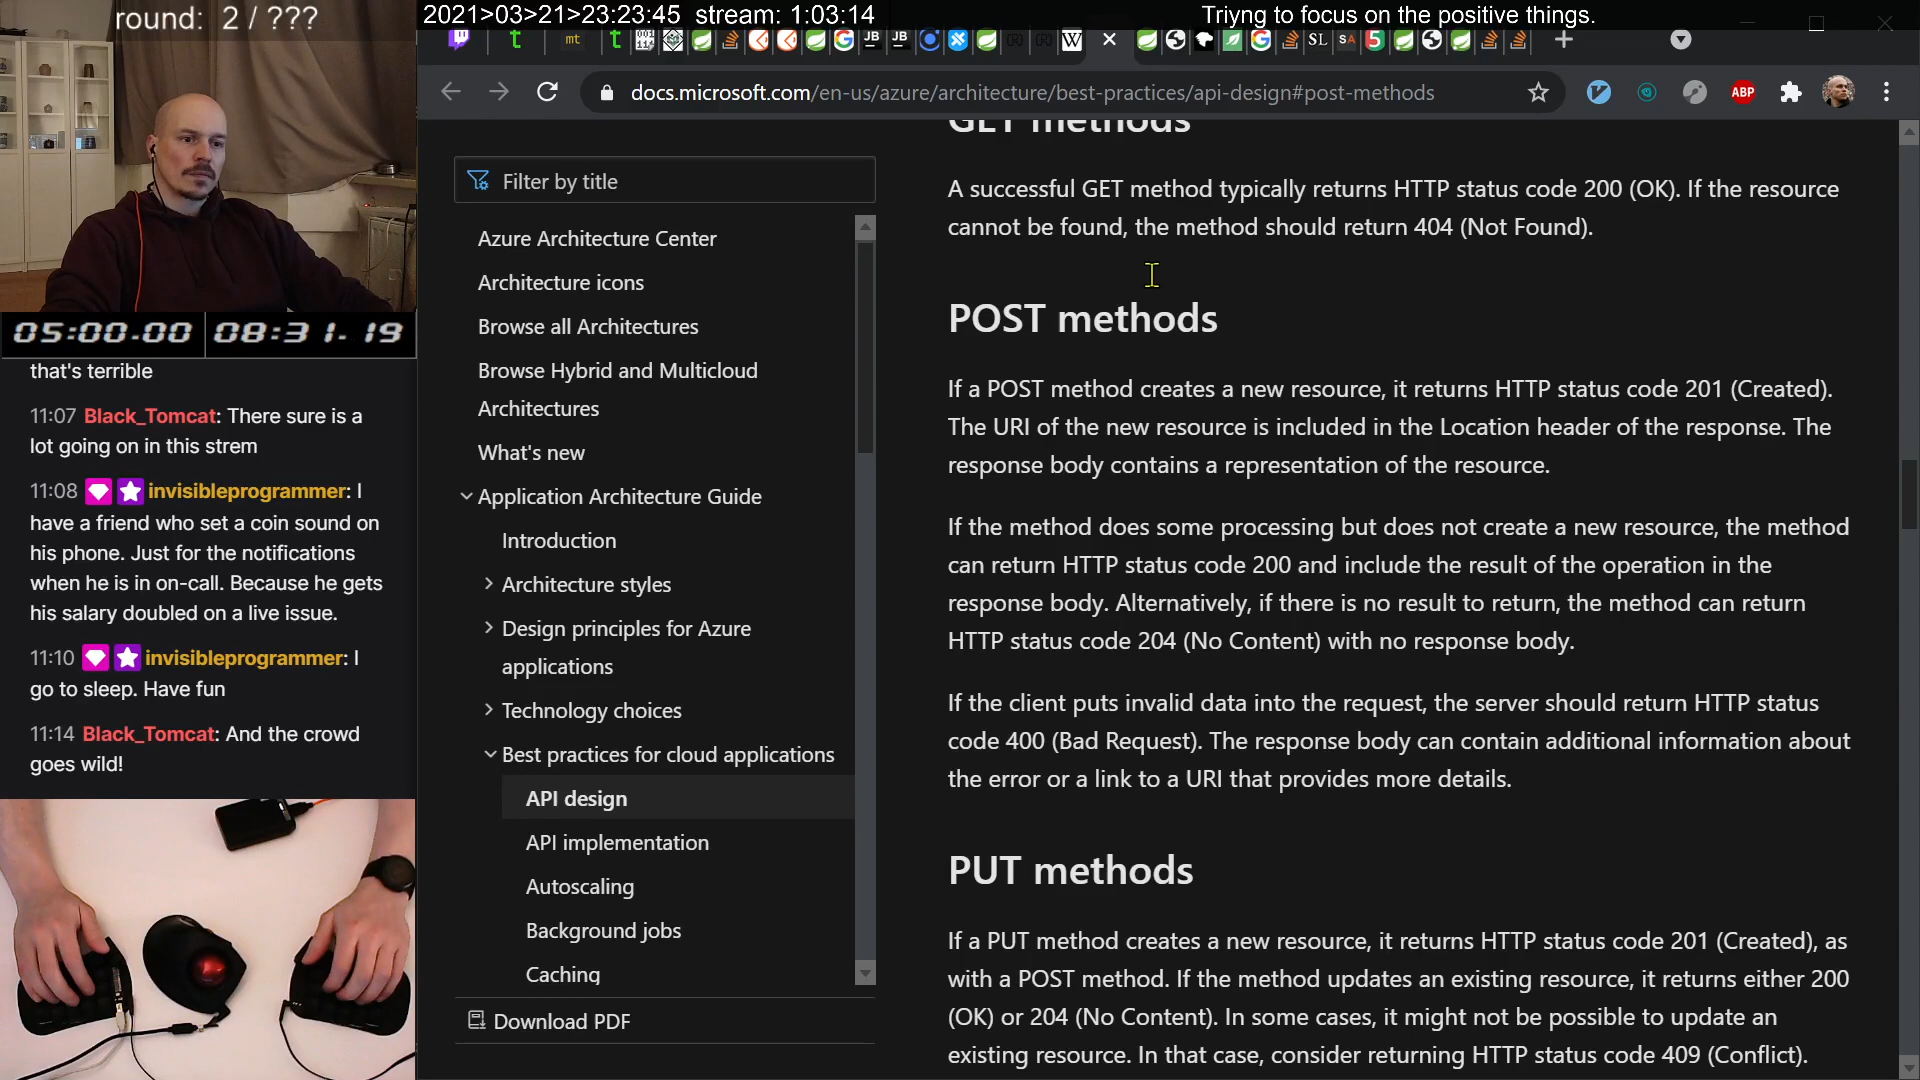 round: 2 / ???
2021>03>21>23:23:45 stream: 1:03:14
Triyng to focus on the positive things.
05:00.00 08:31.19
that's terrible
11:07 Black_Tomcat: There sure is a
lot going on in this strem
11:08 invisibleprogrammer: I
have a friend who set a coin sound on
his phone. Just for the notifications
when he is in on-call. Because he gets
his salary doubled on a live issue.
11:10 invisibleprogrammer: I
go to sleep. Have fun
11:14 Black_Tomcat: And the crowd
goes wild!
t mt t JB JB W SL SA 5
docs.microsoft.com/en-us/azure/architecture/best-practices/api-design#post-methods
ABP
Filter by title
Azure Architecture Center
Architecture icons
Browse all Architectures
Browse Hybrid and Multicloud
Architectures
What's new
Application Architecture Guide
Introduction
Architecture styles
Design principles for Azure
applications
Technology choices
Best practices for cloud applications
API design
API implementation
Autoscaling
Background jobs
Caching
Download PDF
GET methods
A successful GET method typically returns HTTP status code 200 (OK). If the resource
cannot be found, the method should return 404 (Not Found).
POST methods
If a POST method creates a new resource, it returns HTTP status code 201 (Created).
The URI of the new resource is included in the Location header of the response. The
response body contains a representation of the resource.
If the method does some processing but does not create a new resource, the method
can return HTTP status code 200 and include the result of the operation in the
response body. Alternatively, if there is no result to return, the method can return
HTTP status code 204 (No Content) with no response body.
If the client puts invalid data into the request, the server should return HTTP status
code 400 (Bad Request). The response body can contain additional information about
the error or a link to a URI that provides more details.
PUT methods
If a PUT method creates a new resource, it returns HTTP status code 201 (Created), as
with a POST method. If the method updates an existing resource, it returns either 200
(OK) or 204 (No Content). In some cases, it might not be possible to update an
existing resource. In that case, consider returning HTTP status code 409 (Conflict).